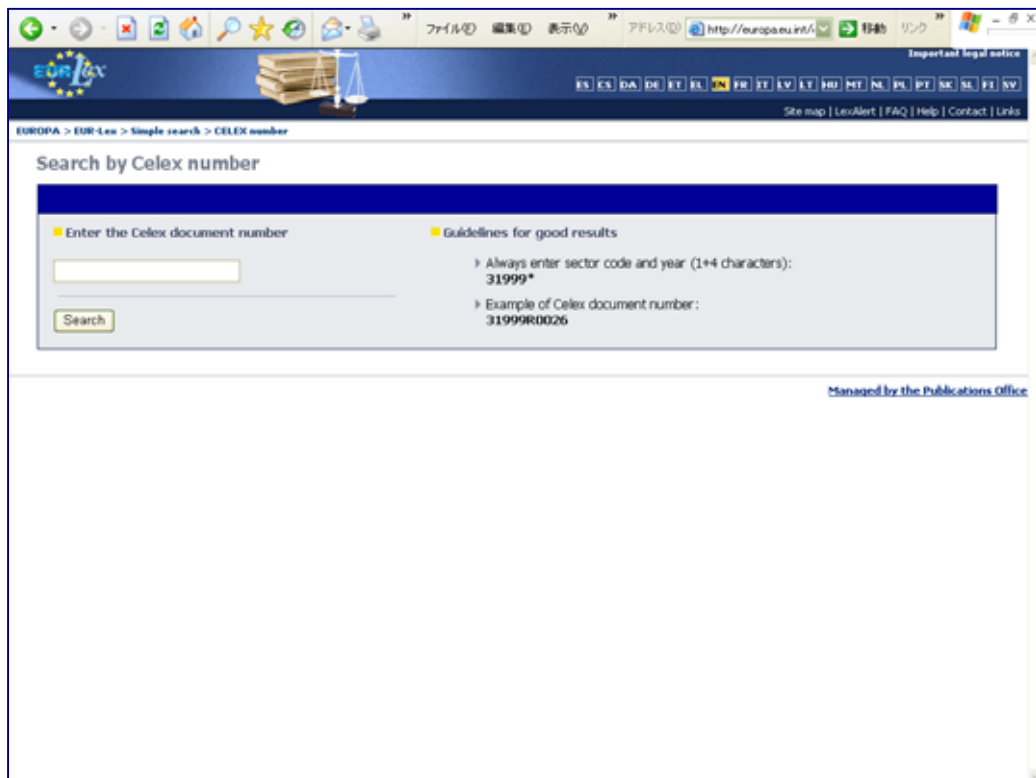 ファイル(F) 編集(E) 表示(V) アドレス(D) http://europa.eu.int/ 移動 リンク
Important legal notice
EUR Lex
ES CS DA DE ET EL EN FR IT LV LT HU MT NL PL PT SK SL FI SV
Site map | LexAlert | FAQ | Help | Contact | Links
EUROPA > EUR-Lex > Simple search > CELEX number
Search by Celex number
Enter the Celex document number
Guidelines for good results
Always enter sector code and year (1+4 characters):
31999*
Example of Celex document number:
31999R0026
Search
Managed by the Publications Office